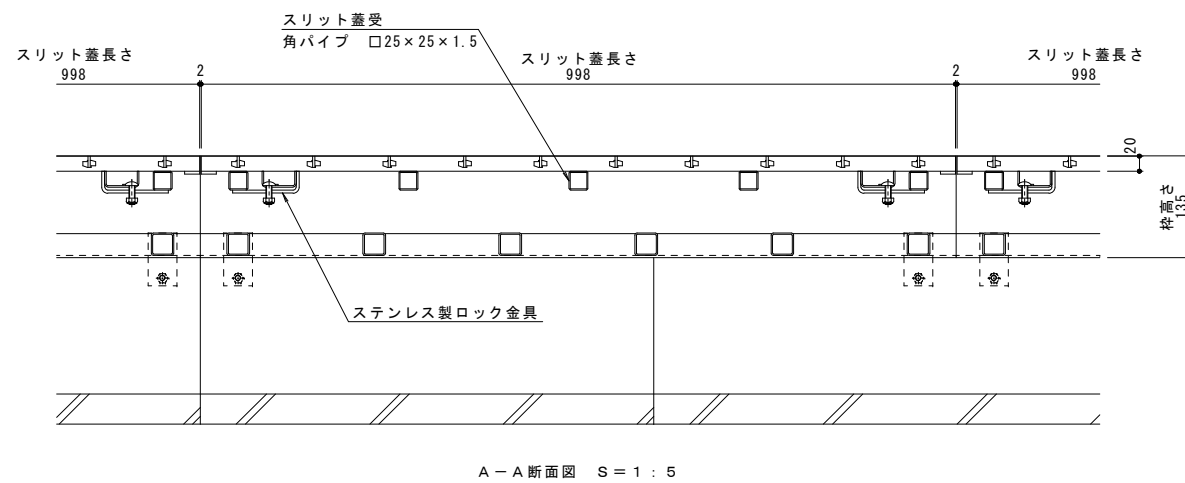 スリット蓋受
角パイプ □25×25×1.5
スリット蓋長さ
998
2
スリット蓋長さ
998
2
スリット蓋長さ
998
20
枠高さ
135
ステンレス製ロック金具
A-A断面図 S=1:5